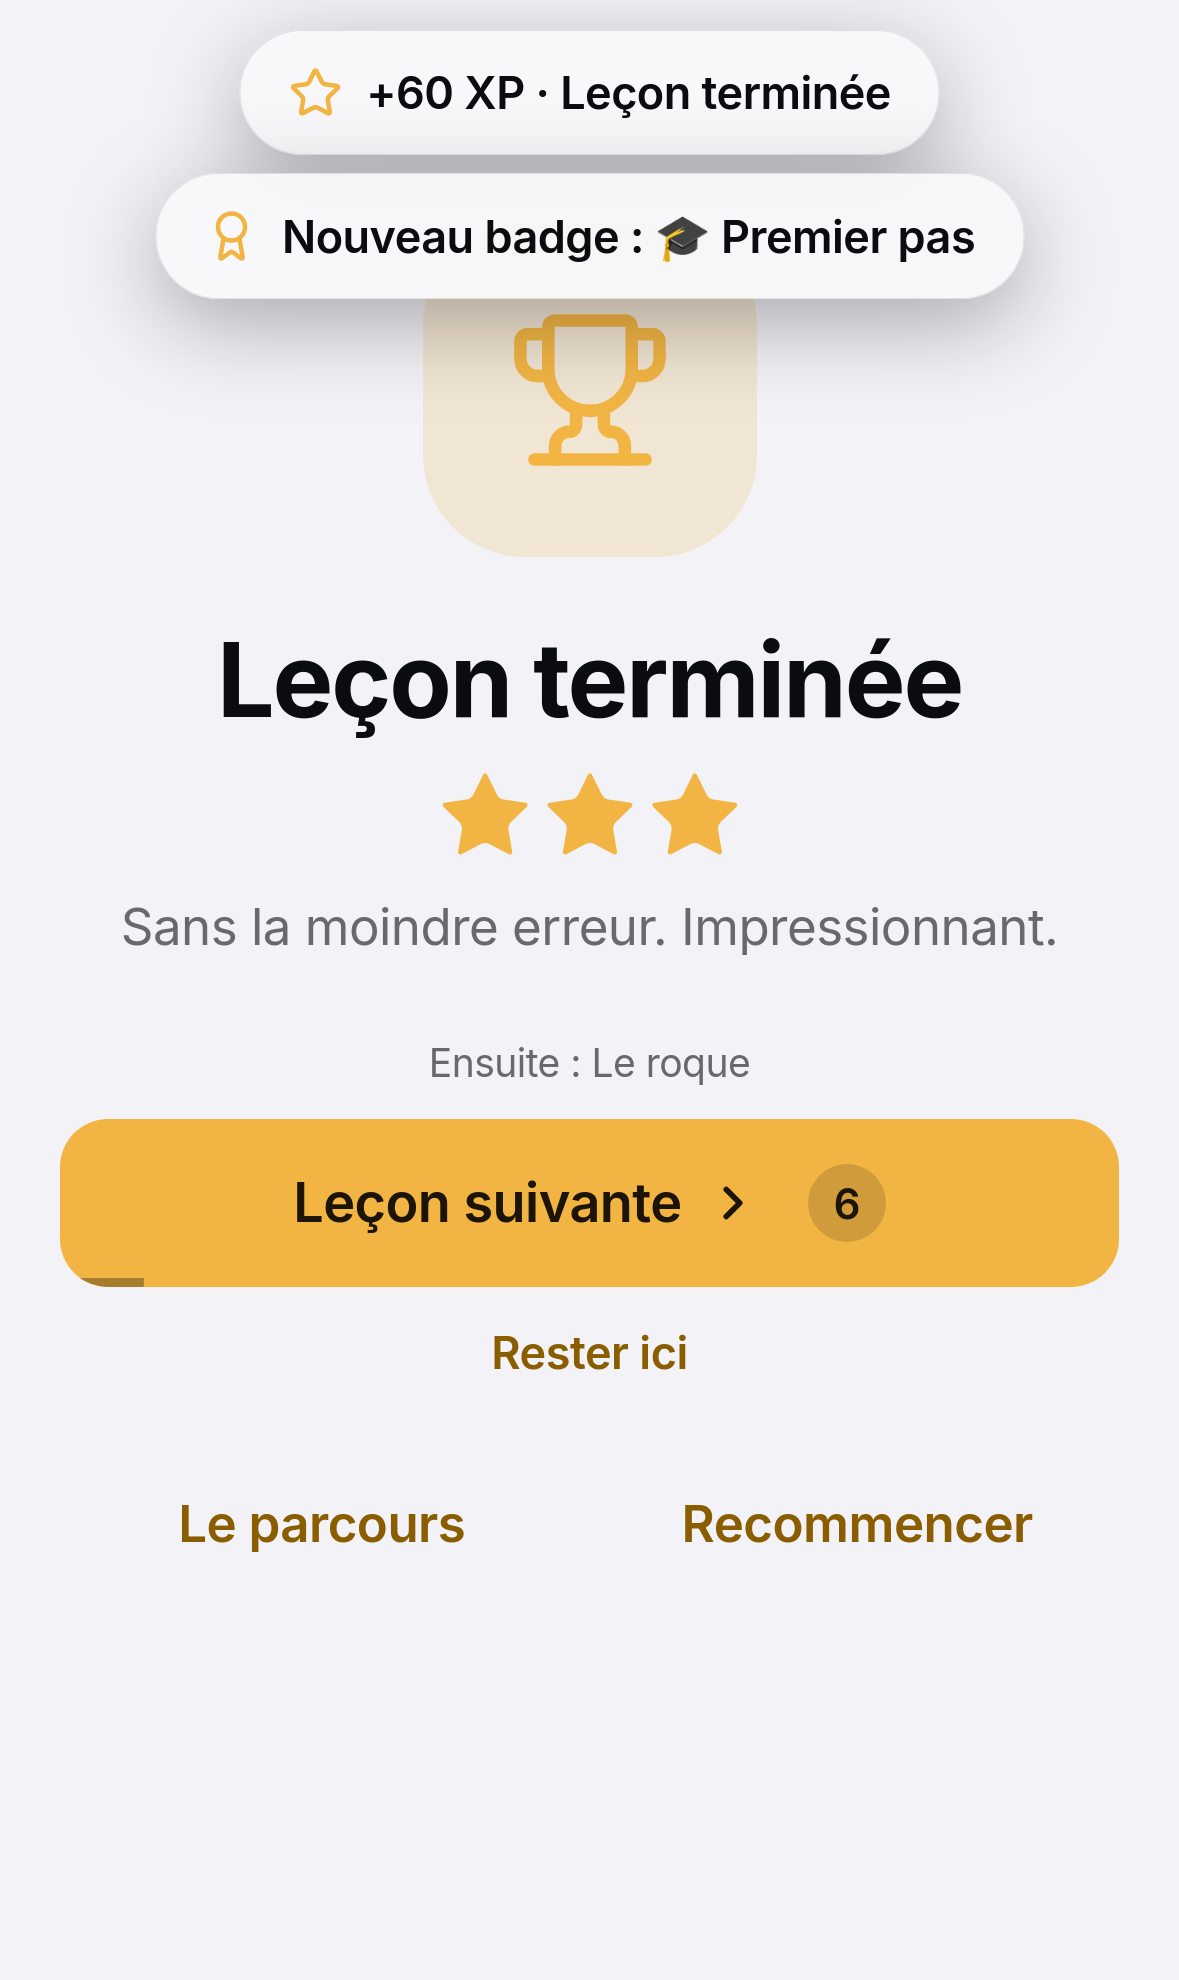 +60 XP · Leçon terminée
Nouveau badge : 🎓 Premier pas
Leçon terminée
Sans la moindre erreur. Impressionnant.
Ensuite : Le roque
Leçon suivante > 6
Rester ici
Le parcours
Recommencer